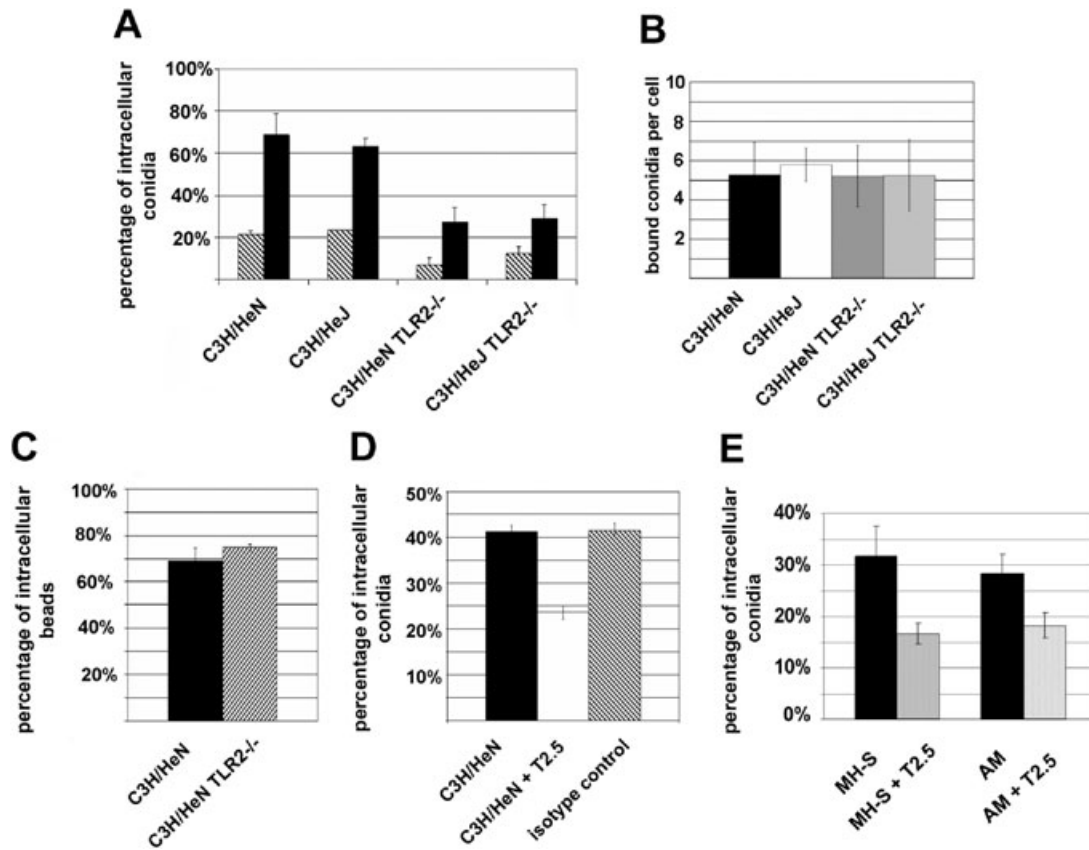 A
percentage of intracellular
conidia
100%
80%
60%
40%
20%
C3H/HeN
C3H/HeJ
C3H/HeN TLR2-/-
C3H/HeJ TLR2-/-
B
bound conidia per cell
10
8
6
4
2
C3H/HeN
C3H/HeJ
C3H/HeN TLR2-/-
C3H/HeJ TLR2-/-
C
percentage of intracellular
beads
100%
80%
60%
40%
20%
C3H/HeN
C3H/HeN TLR2-/-
D
percentage of intracellular
conidia
50%
40%
30%
20%
10%
C3H/HeN
C3H/HeN + T2.5
isotype control
E
percentage of intracellular
conidia
40%
30%
20%
10%
0%
MH-S
MH-S + T2.5
AM
AM + T2.5